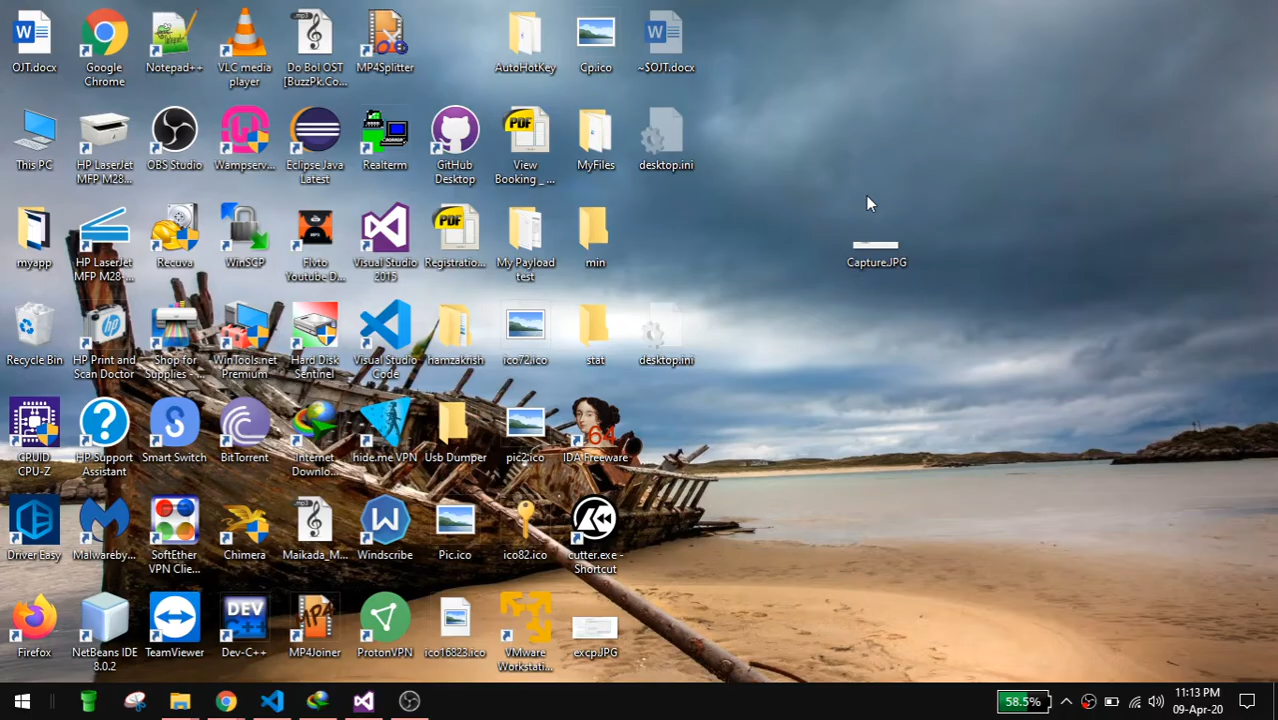 OJT.docx
Google Chrome
Notepad++
VLC media player
Do Bol OST [BuzzPk.Co...
MP4Splitter
AutoHotKey
Cp.ico
~$OJT.docx
This PC
HP LaserJet MFP M28...
OBS Studio
Wampserv...
Eclipse Java Latest
Realterm
GitHub Desktop
View Booking _ ...
MyFiles
desktop.ini
myapp
HP LaserJet MFP M28-...
Recuva
WinSCP
Flvto Youtube D...
Visual Studio 2015
Registratio...
My Payload test
min
Capture.JPG
Recycle Bin
HP Print and Scan Doctor
Shop for Supplies - ...
WinTools.net Premium
Hard Disk Sentinel
Visual Studio Code
hamzakrish
ico72.ico
stat
desktop.ini
CPUID CPU-Z
HP Support Assistant
Smart Switch
BitTorrent
Internet Downlo...
hide.me VPN
Usb Dumper
pic2.ico
IDA Freeware
Driver Easy
Malwareby...
SoftEther VPN Clie...
Chimera
Maikada_M...
Windscribe
Pic.ico
ico82.ico
cutter.exe - Shortcut
Firefox
NetBeans IDE 8.0.2
TeamViewer
Dev-C++
MP4Joiner
ProtonVPN
ico16823.ico
VMware Workstati...
excp.JPG
58.5%
11:13 PM
09-Apr-20